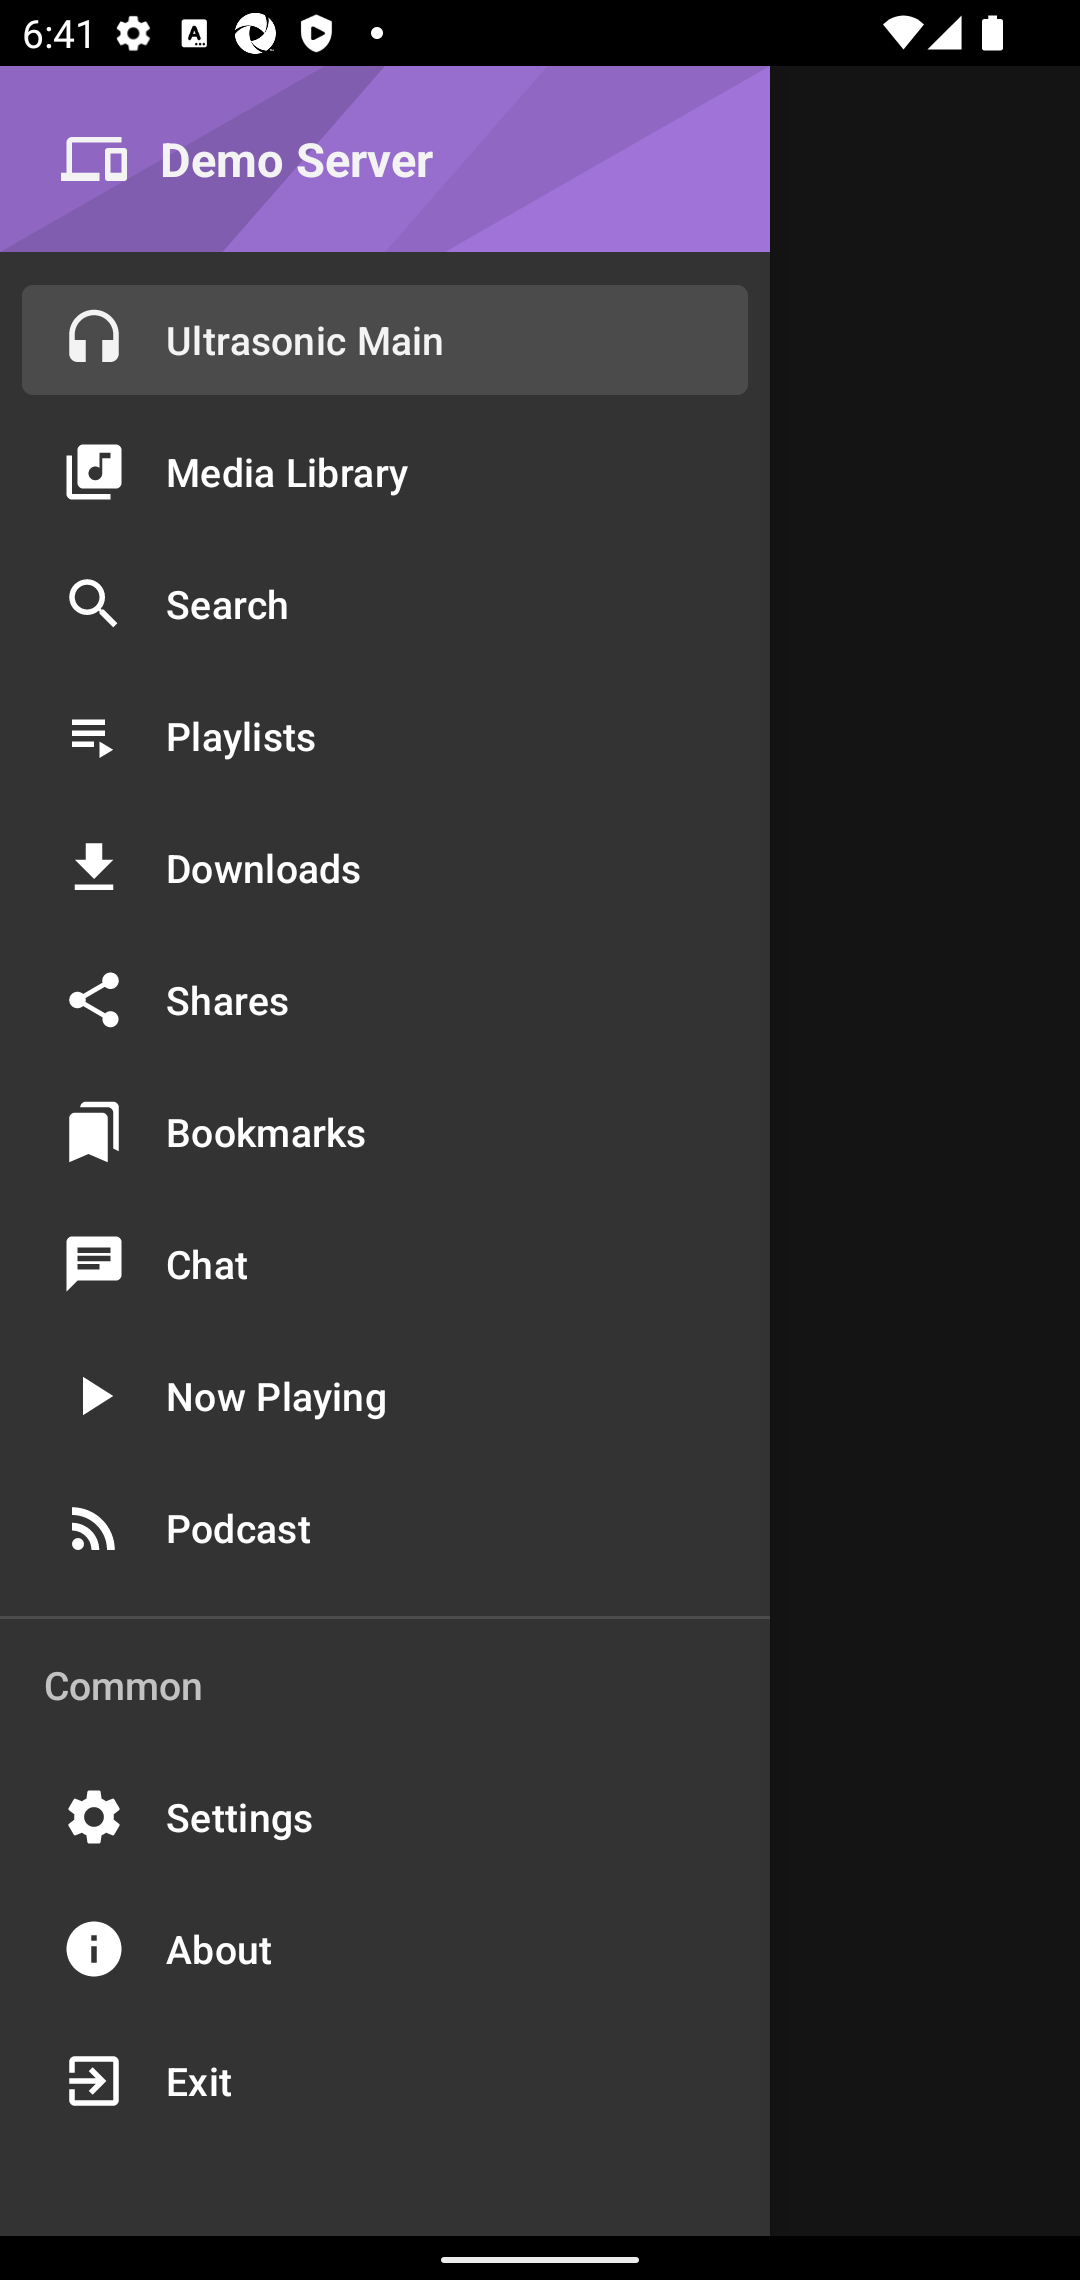 6:41
Demo Server
Ultrasonic Main
Media Library
Search
Playlists
Downloads
Shares
Bookmarks
Chat
Now Playing
Podcast
Common
Settings
About
Exit